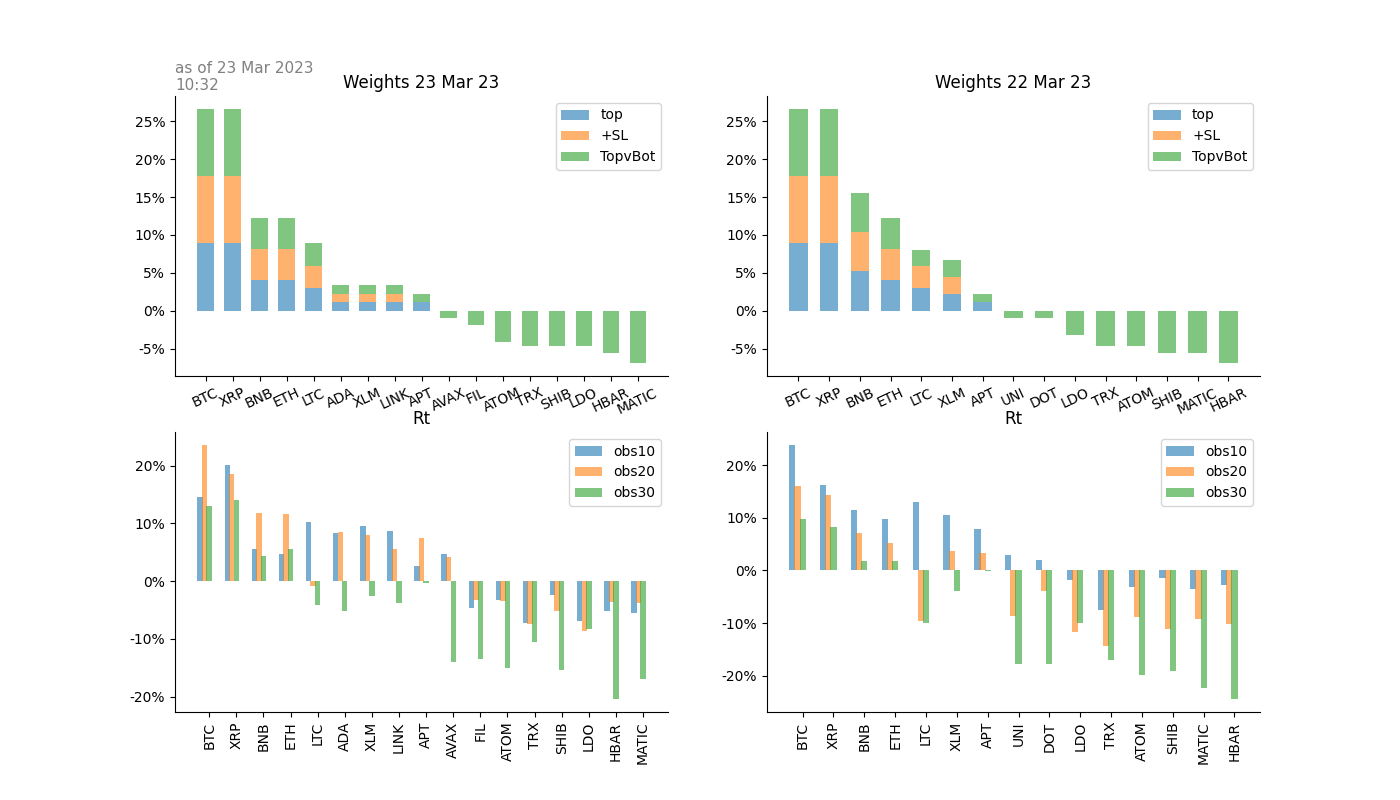 as of 23 Mar 2023
10:32
Weights 23 Mar 23
25%
20%
15%
10%
5%
0%
-5%
top
+SL
TopvBot
BTC XRP BNB ETH LTC ADA XLM LINK APT AVAX FIL ATOM TRX SHIB LDO HBAR MATIC
Weights 22 Mar 23
25%
20%
15%
10%
5%
0%
-5%
top
+SL
TopvBot
BTC XRP BNB ETH LTC XLM APT UNI DOT LDO TRX ATOM SHIB MATIC HBAR
Rt
20%
10%
0%
-10%
-20%
obs10
obs20
obs30
BTC XRP BNB ETH LTC ADA XLM LINK APT AVAX FIL ATOM TRX SHIB LDO HBAR MATIC
Rt
20%
10%
0%
-10%
-20%
obs10
obs20
obs30
BTC XRP BNB ETH LTC XLM APT UNI DOT LDO TRX ATOM SHIB MATIC HBAR